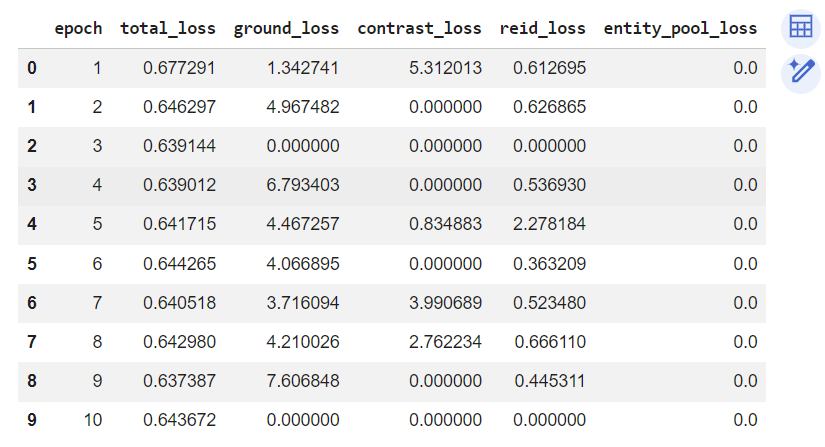 epoch total_loss ground_loss contrast_loss reid_loss entity_pool_loss
0 1 0.677291 1.342741 5.312013 0.612695 0.0
1 2 0.646297 4.967482 0.000000 0.626865 0.0
2 3 0.639144 0.000000 0.000000 0.000000 0.0
3 4 0.639012 6.793403 0.000000 0.536930 0.0
4 5 0.641715 4.467257 0.834883 2.278184 0.0
5 6 0.644265 4.066895 0.000000 0.363209 0.0
6 7 0.640518 3.716094 3.990689 0.523480 0.0
7 8 0.642980 4.210026 2.762234 0.666110 0.0
8 9 0.637387 7.606848 0.000000 0.445311 0.0
9 10 0.643672 0.000000 0.000000 0.000000 0.0